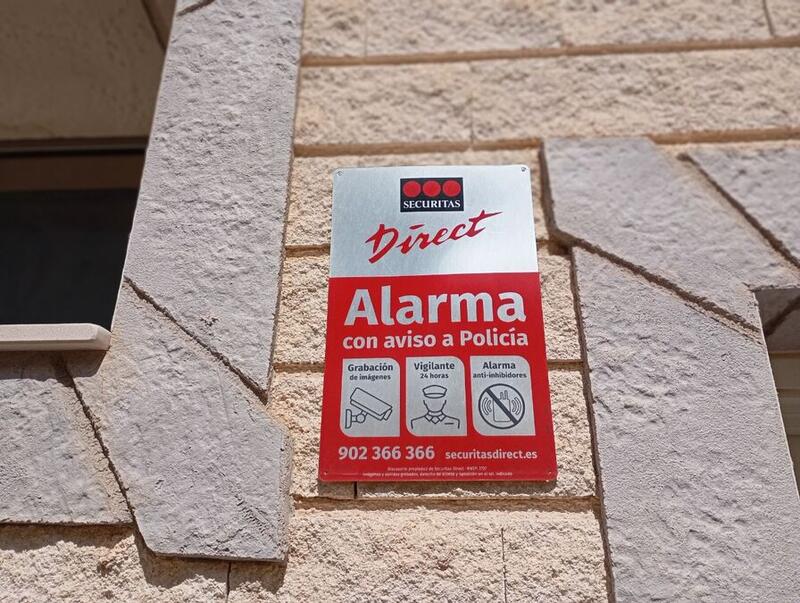 SECURITAS
Direct
Alarma
con aviso a Policía
Grabación
de imágenes
Vigilante
24 horas
Alarma
anti-inhibidores
902 366 366 securitasdirect.es